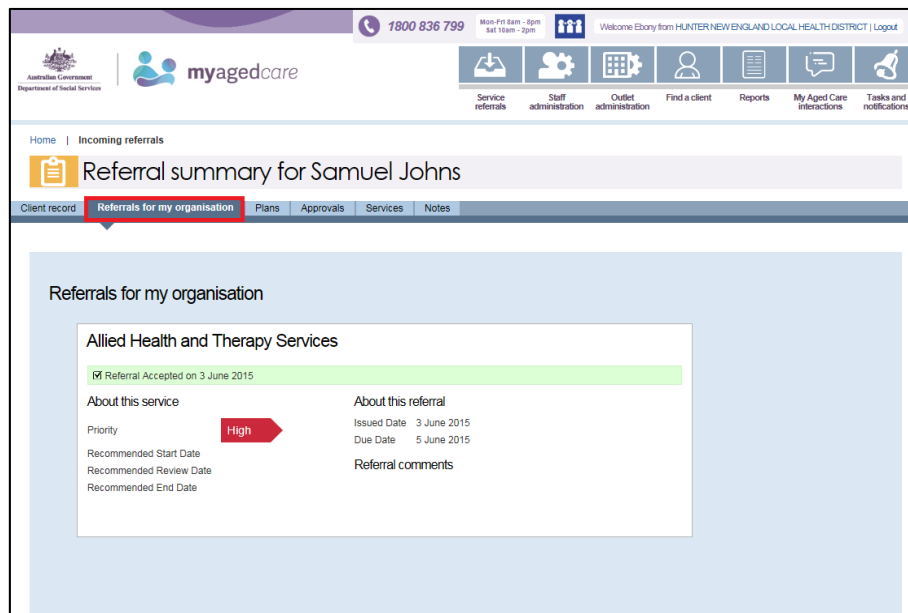 1800 836 799
Mon-Fri 8am - 8pm
Sat 10am - 2pm
Welcome Ebony from HUNTER NEW ENGLAND LOCAL HEALTH DISTRICT | Logout
Australian Government
Department of Social Services
myagedcare
Service referrals
Staff administration
Outlet administration
Find a client
Reports
My Aged Care interactions
Tasks and notifications
Home | Incoming referrals
Referral summary for Samuel Johns
Client record Referrals for my organisation Plans Approvals Services Notes
Referrals for my organisation
Allied Health and Therapy Services
Referral Accepted on 3 June 2015
About this service
Priority High
Recommended Start Date
Recommended Review Date
Recommended End Date
About this referral
Issued Date 3 June 2015
Due Date 5 June 2015
Referral comments